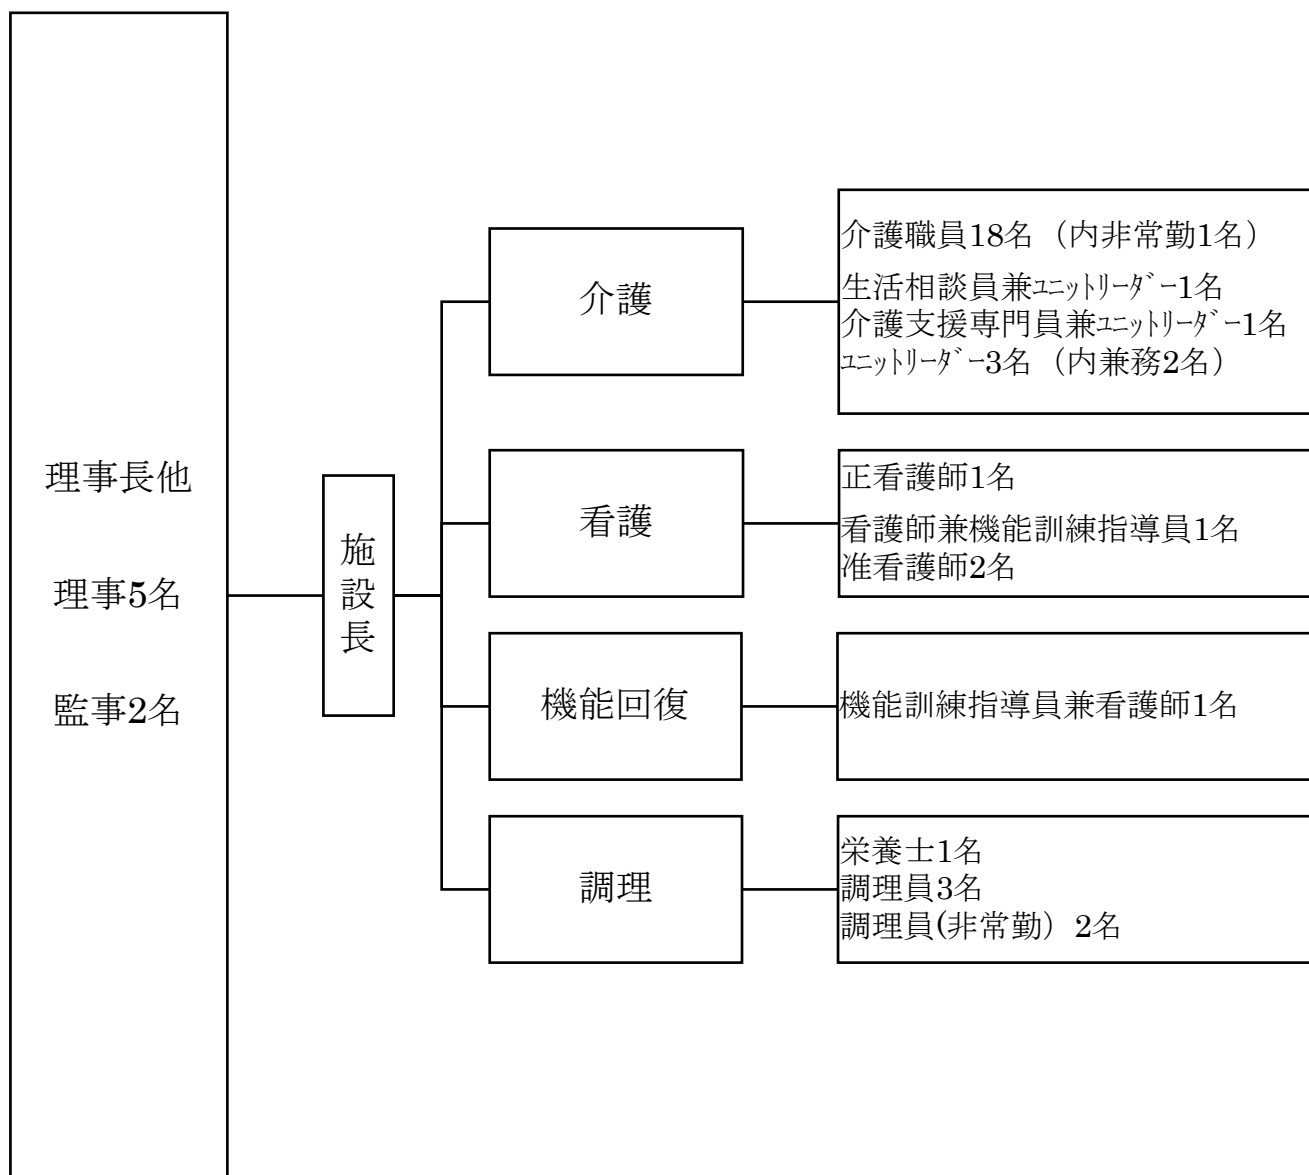 理事長他
理事5名
監事2名
施設長
介護
介護職員18名（内非常勤1名）
生活相談員兼ﾕﾆｯﾄﾘｰﾀﾞｰ1名
介護支援専門員兼ﾕﾆｯﾄﾘｰﾀﾞｰ1名
ﾕﾆｯﾄﾘｰﾀﾞｰ3名（内兼務2名）
看護
正看護師1名
看護師兼機能訓練指導員1名
准看護師2名
機能回復
機能訓練指導員兼看護師1名
調理
栄養士1名
調理員3名
調理員(非常勤）2名